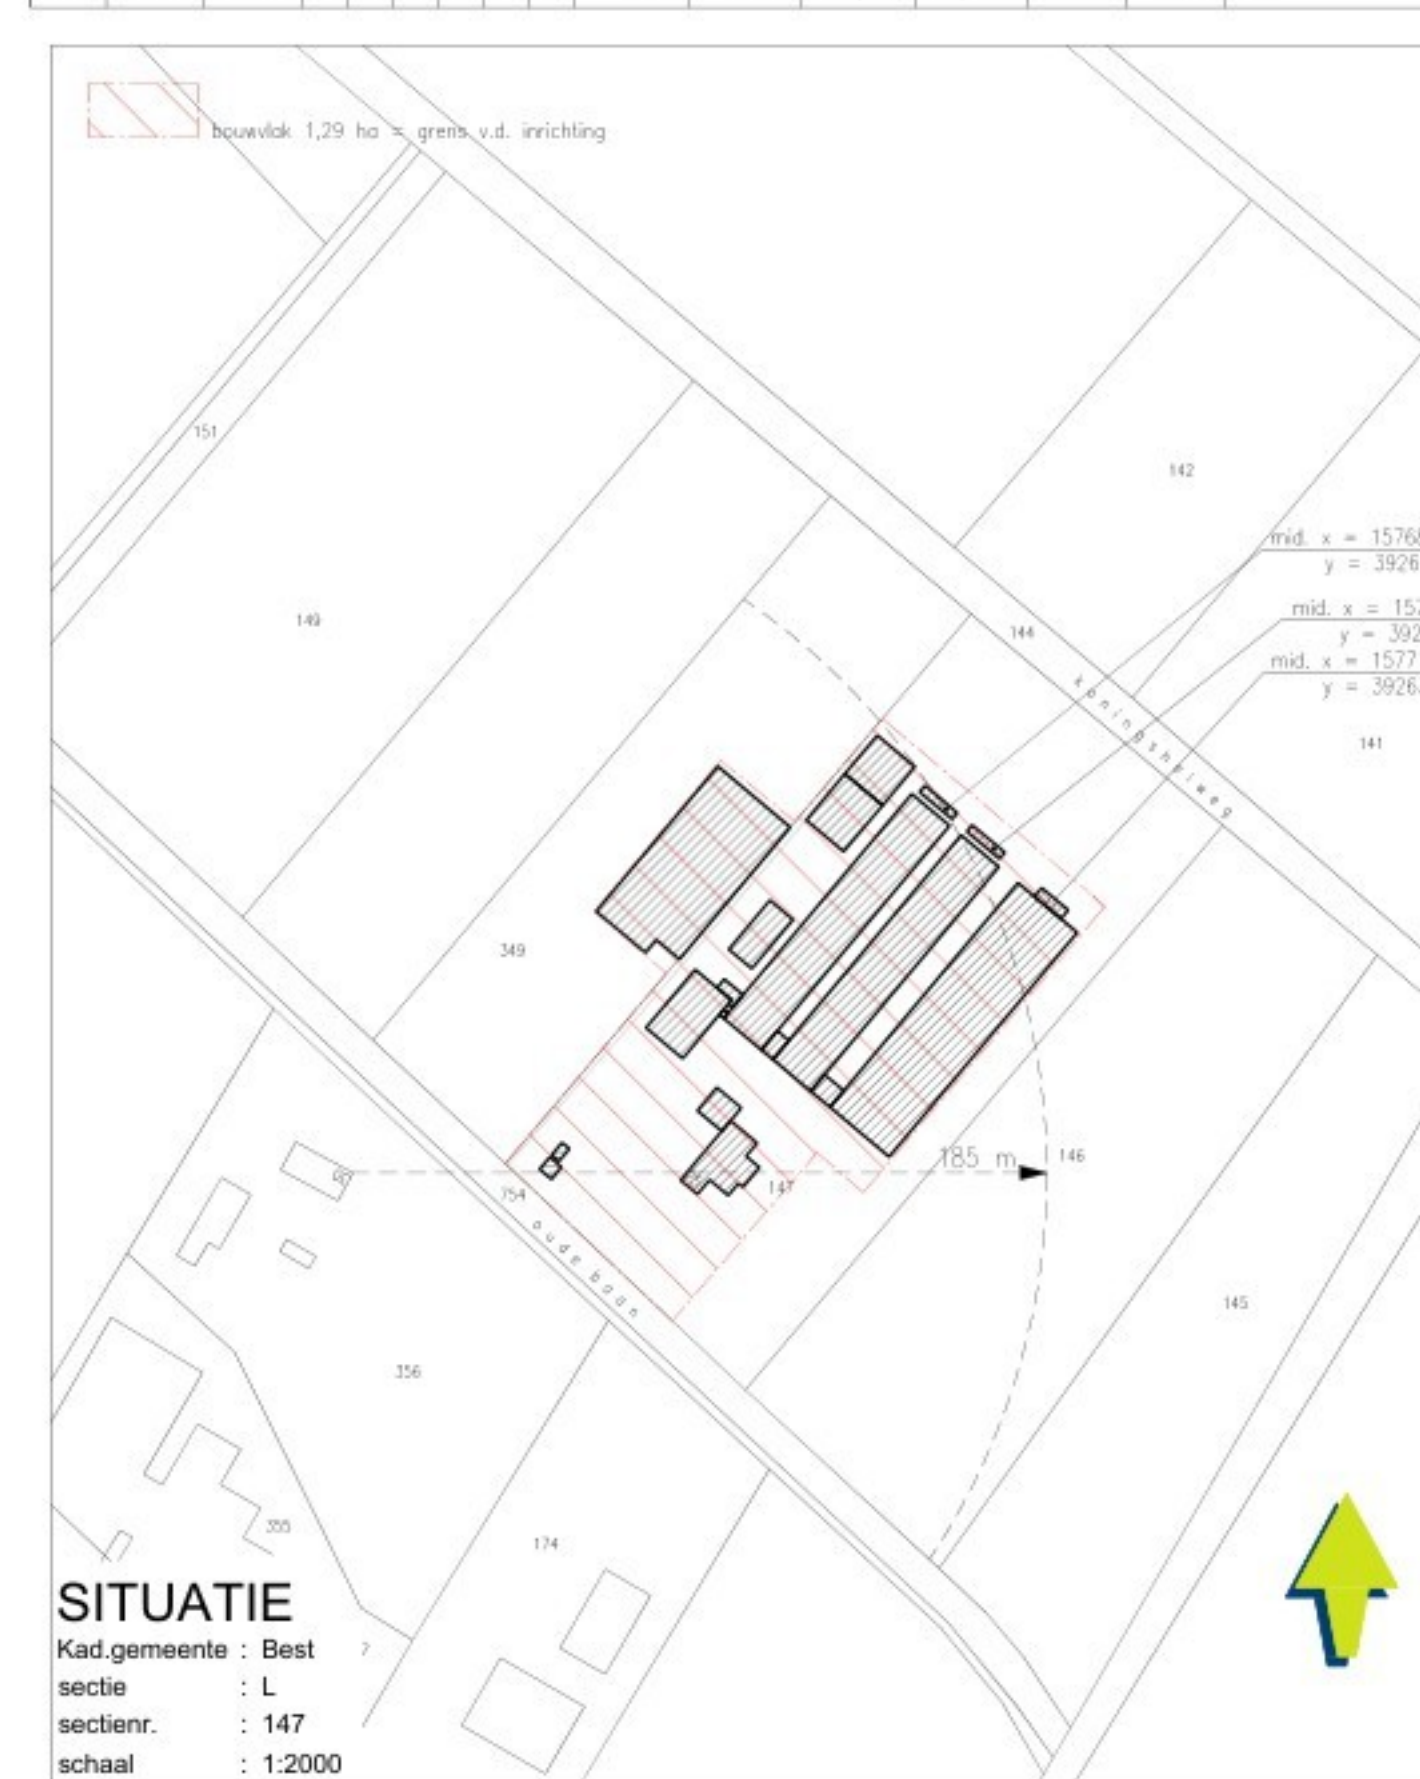 bouwvlak 1,29 ha = grens v.d. inrichting
151
142
mid. x = 15768
y = 3926
149
mid. x = 157
y = 392
144
mid. x = 1577
y = 3926
koningsheiweg
141
349
185 m
146
147
754
oude baan
145
356
355
174
SITUATIE
Kad.gemeente : Best
sectie : L
sectienr. : 147
schaal : 1:2000